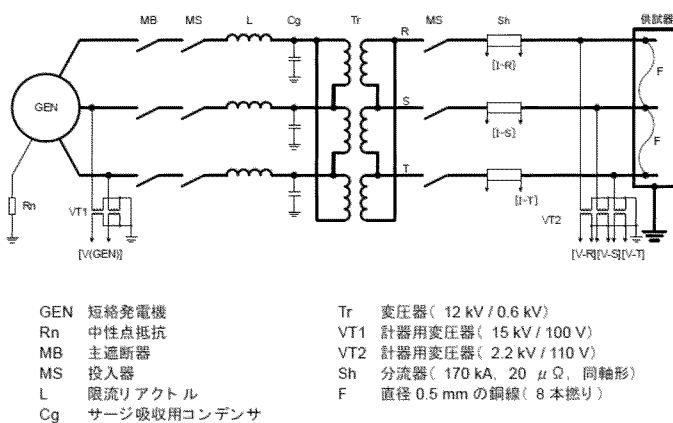 MB MS L Cg Tr R MS Sh 供試器
[I-R]
F
GEN
S
[I-S]
F
T
Rn
VT1
[I-T]
VT2
[V(GEN)]
[V-R][V-S][V-T]
GEN 短絡発電機
Rn 中性点抵抗
MB 主遮断器
MS 投入器
L 限流リアクトル
Cg サージ吸収用コンデンサ
Tr 変圧器( 12 kV / 0.6 kV)
VT1 計器用変圧器( 15 kV / 100 V)
VT2 計器用変圧器( 2.2 kV / 110 V)
Sh 分流器( 170 kA, 20 μ Ω, 同軸形)
F 直径 0.5 mm の銅線( 8 本撚り)